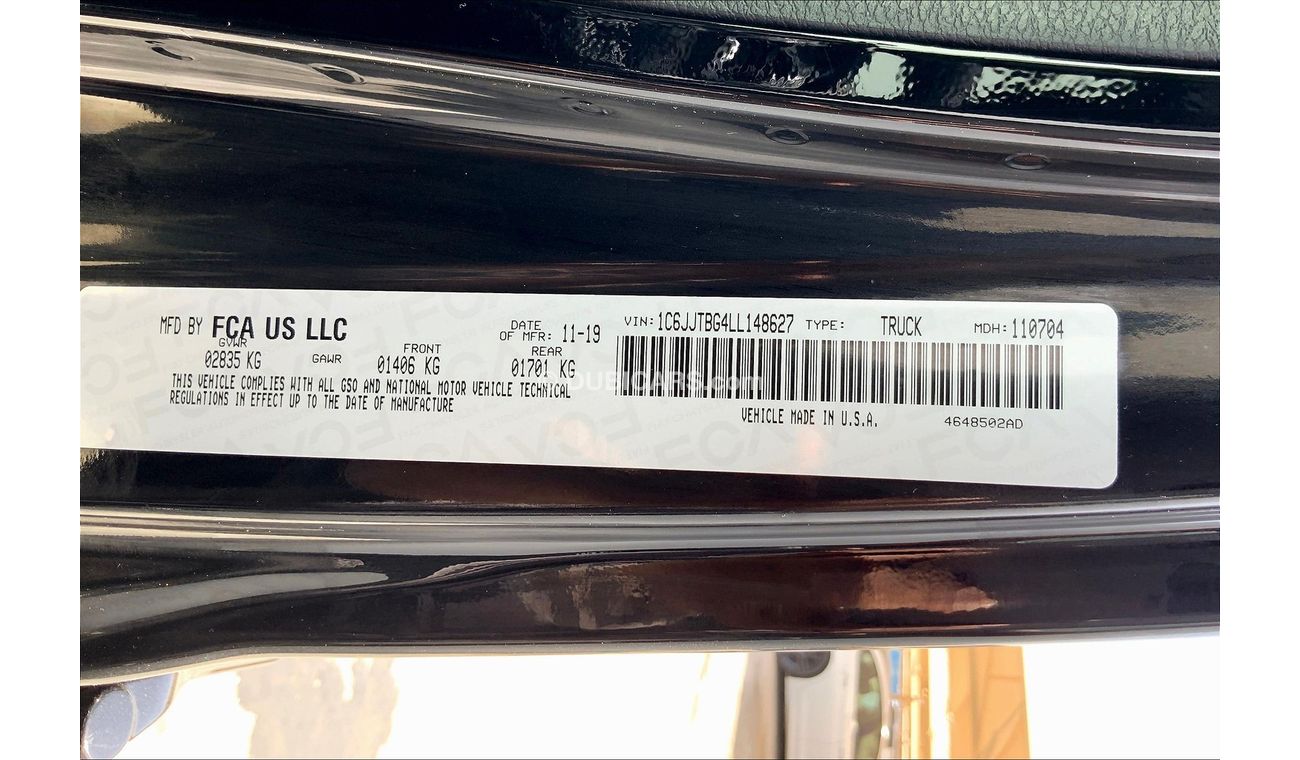 MFD BY FCA US LLC DATE OF MFR: 11-19 VIN: 1C6JJTBG4LL148627 TYPE: TRUCK MDH: 110704
GVWR 02835 KG GAWR FRONT 01406 KG REAR 01701 KG
THIS VEHICLE COMPLIES WITH ALL GSO AND NATIONAL MOTOR VEHICLE TECHNICAL
REGULATIONS IN EFFECT UP TO THE DATE OF MANUFACTURE
DUBICARS.com
VEHICLE MADE IN U.S.A. 4648502AD